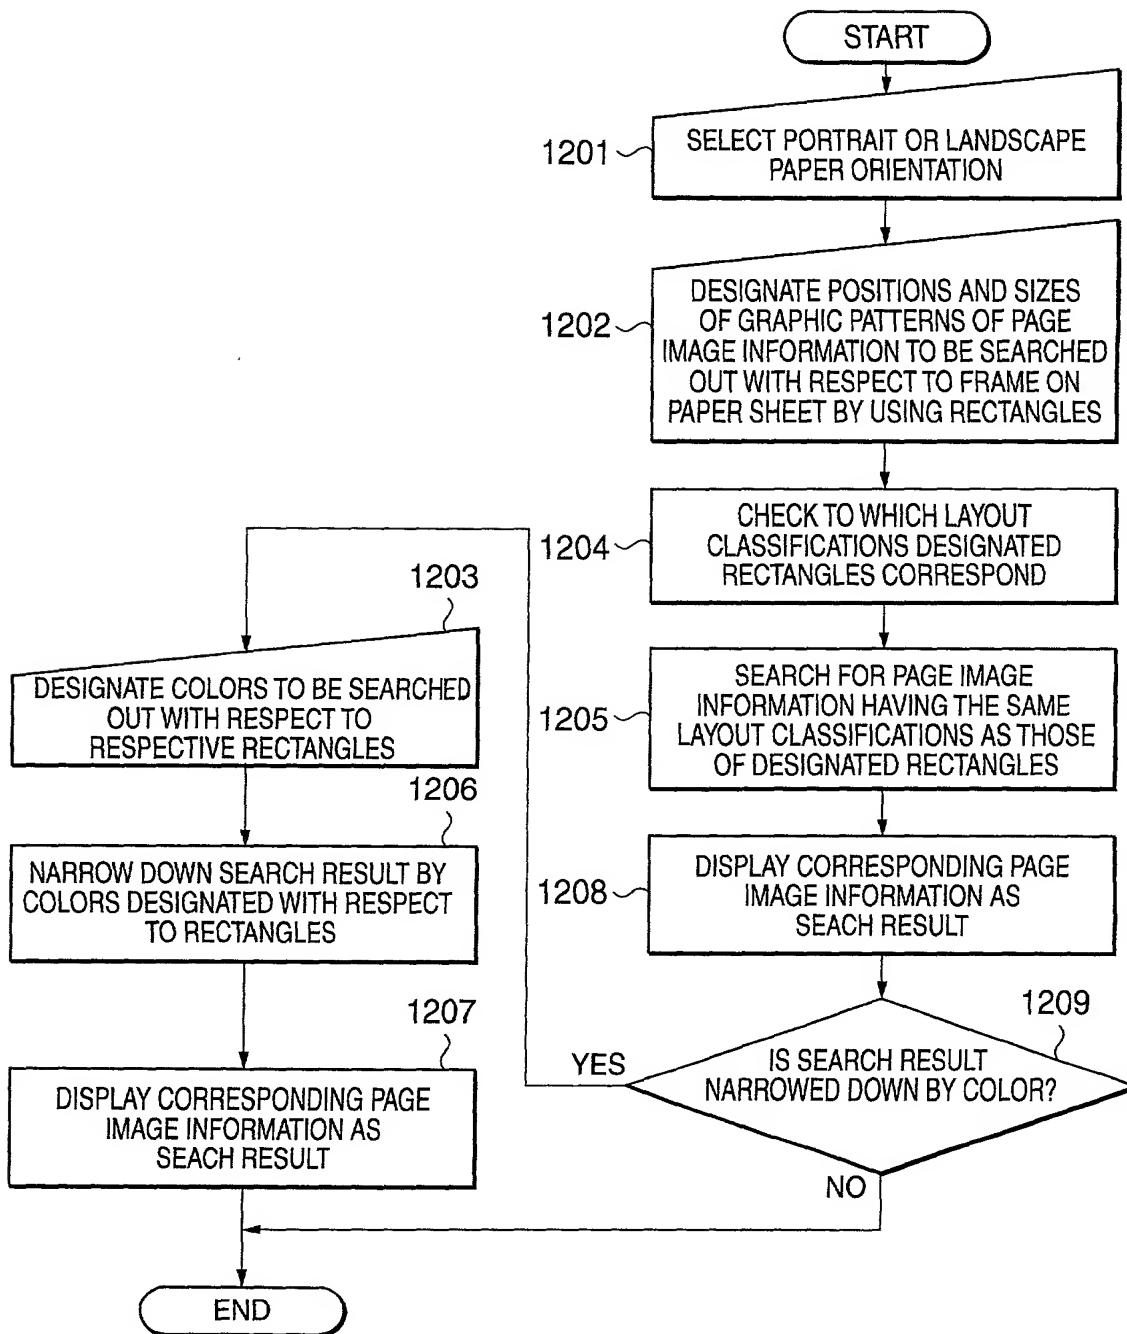 START
1201
SELECT PORTRAIT OR LANDSCAPE
PAPER ORIENTATION
1202
DESIGNATE POSITIONS AND SIZES
OF GRAPHIC PATTERNS OF PAGE
IMAGE INFORMATION TO BE SEARCHED
OUT WITH RESPECT TO FRAME ON
PAPER SHEET BY USING RECTANGLES
1204
CHECK TO WHICH LAYOUT
CLASSIFICATIONS DESIGNATED
RECTANGLES CORRESPOND
1205
SEARCH FOR PAGE IMAGE
INFORMATION HAVING THE SAME
LAYOUT CLASSIFICATIONS AS THOSE
OF DESIGNATED RECTANGLES
1208
DISPLAY CORRESPONDING PAGE
IMAGE INFORMATION AS
SEACH RESULT
1209
IS SEARCH RESULT
NARROWED DOWN BY COLOR?
YES
NO
1203
DESIGNATE COLORS TO BE SEARCHED
OUT WITH RESPECT TO
RESPECTIVE RECTANGLES
1206
NARROW DOWN SEARCH RESULT BY
COLORS DESIGNATED WITH RESPECT
TO RECTANGLES
1207
DISPLAY CORRESPONDING PAGE
IMAGE INFORMATION AS
SEACH RESULT
END